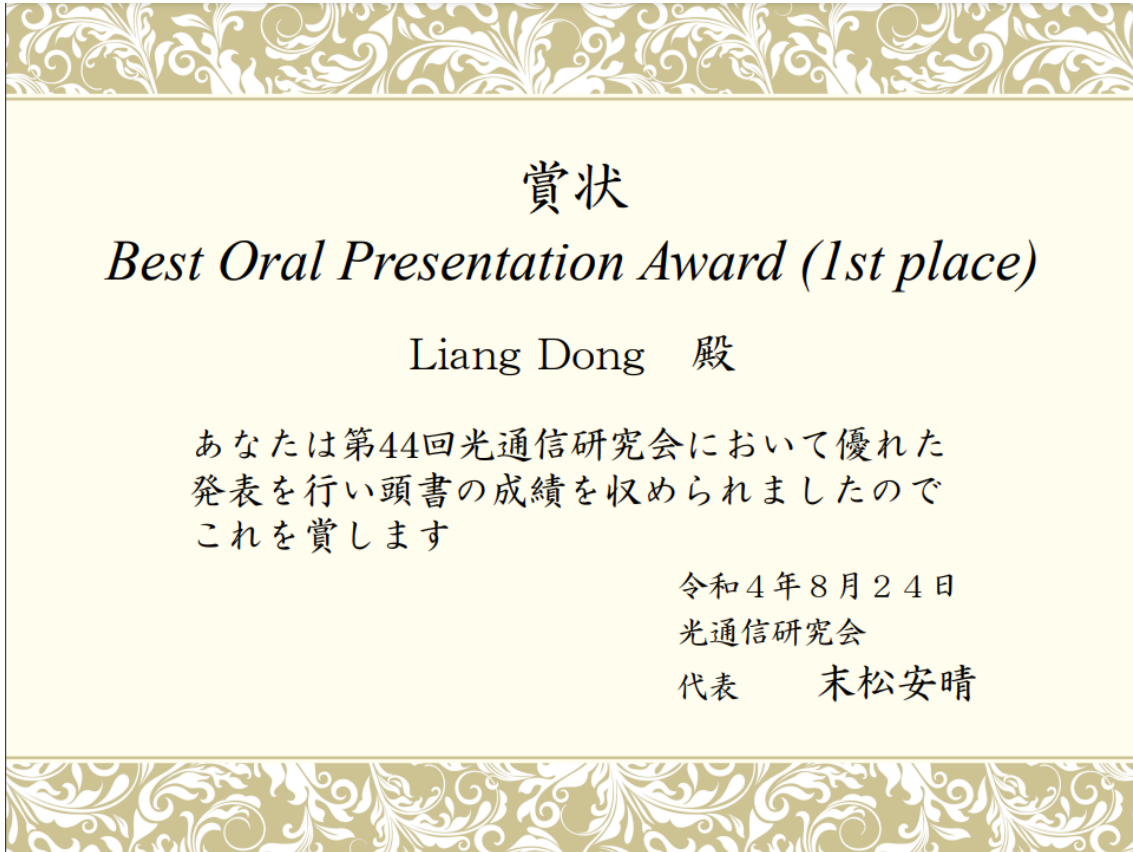 賞状
Best Oral Presentation Award (1st place)
Liang Dong　殿
あなたは第44回光通信研究会において優れた
発表を行い頭書の成績を収められましたので
これを賞します
令和４年８月２４日
光通信研究会
代表　　末松安晴